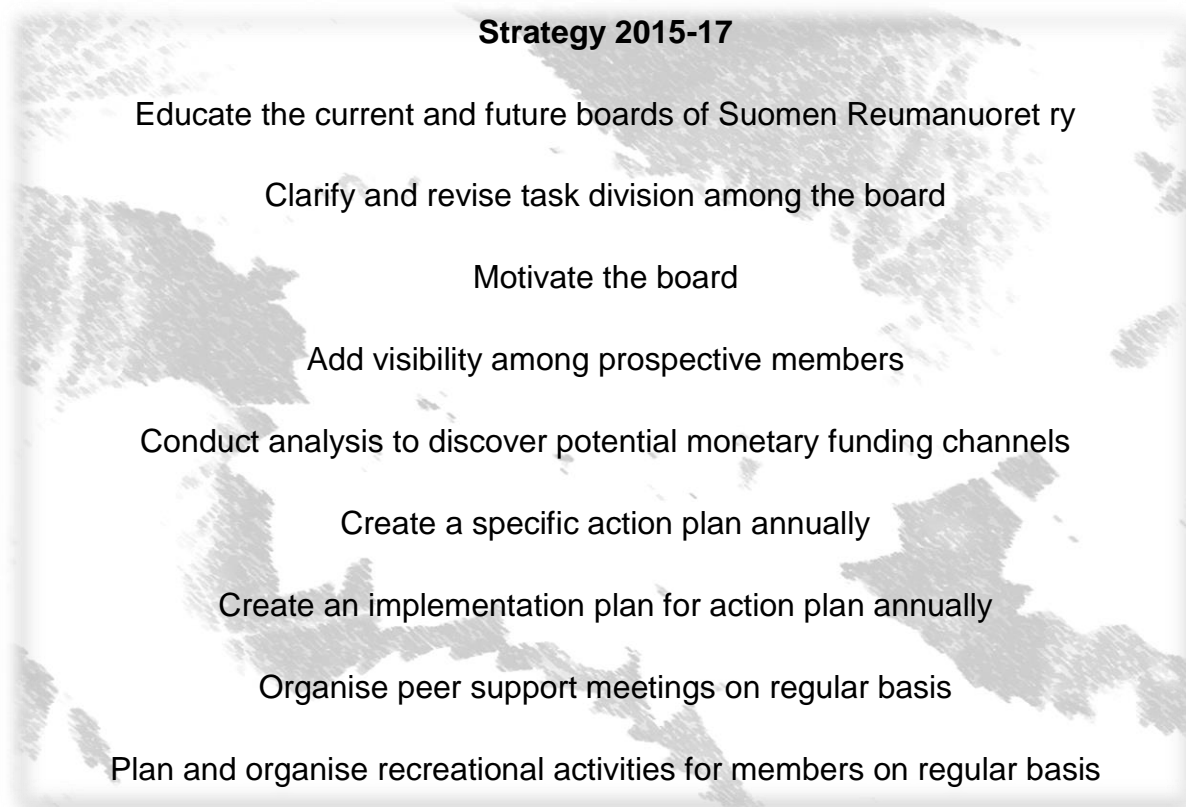 Strategy 2015-17
Educate the current and future boards of Suomen Reumanuoret ry
Clarify and revise task division among the board
Motivate the board
Add visibility among prospective members
Conduct analysis to discover potential monetary funding channels
Create a specific action plan annually
Create an implementation plan for action plan annually
Organise peer support meetings on regular basis
Plan and organise recreational activities for members on regular basis